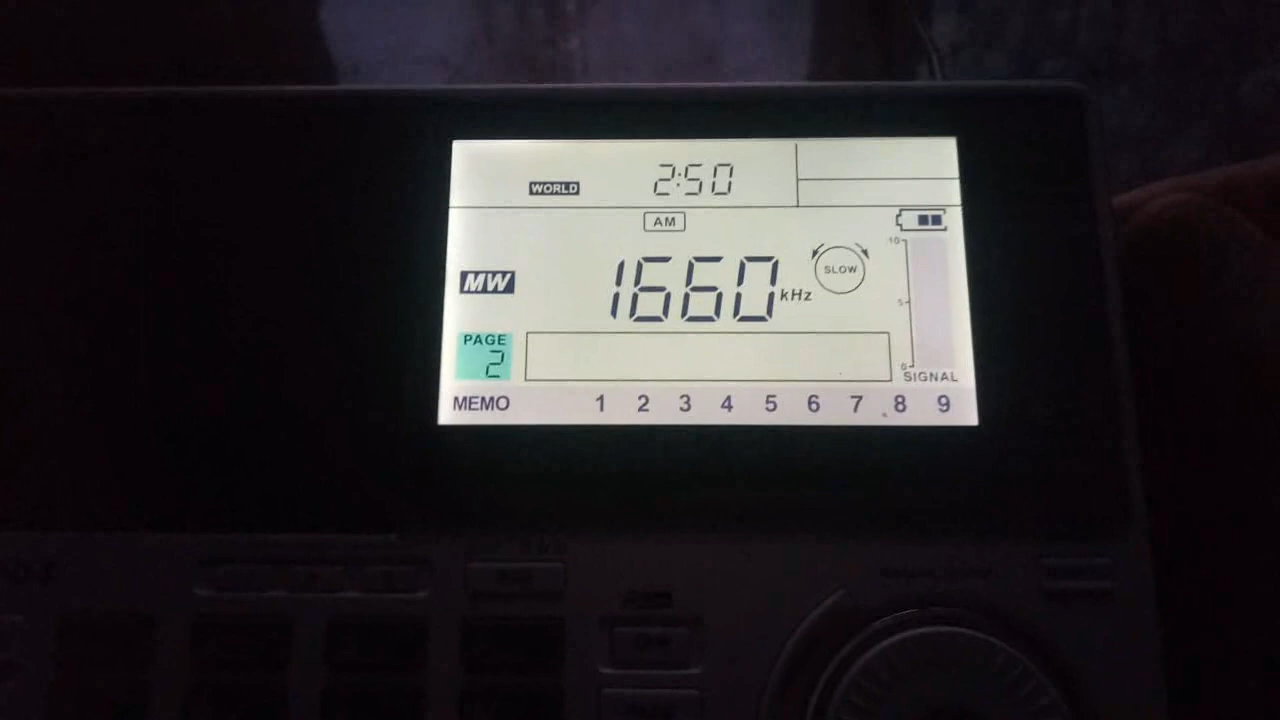 WORLD 2:50
AM
MW 1660 kHz SLOW
10
5
0
PAGE
2
SIGNAL
MEMO 1 2 3 4 5 6 7 8 9